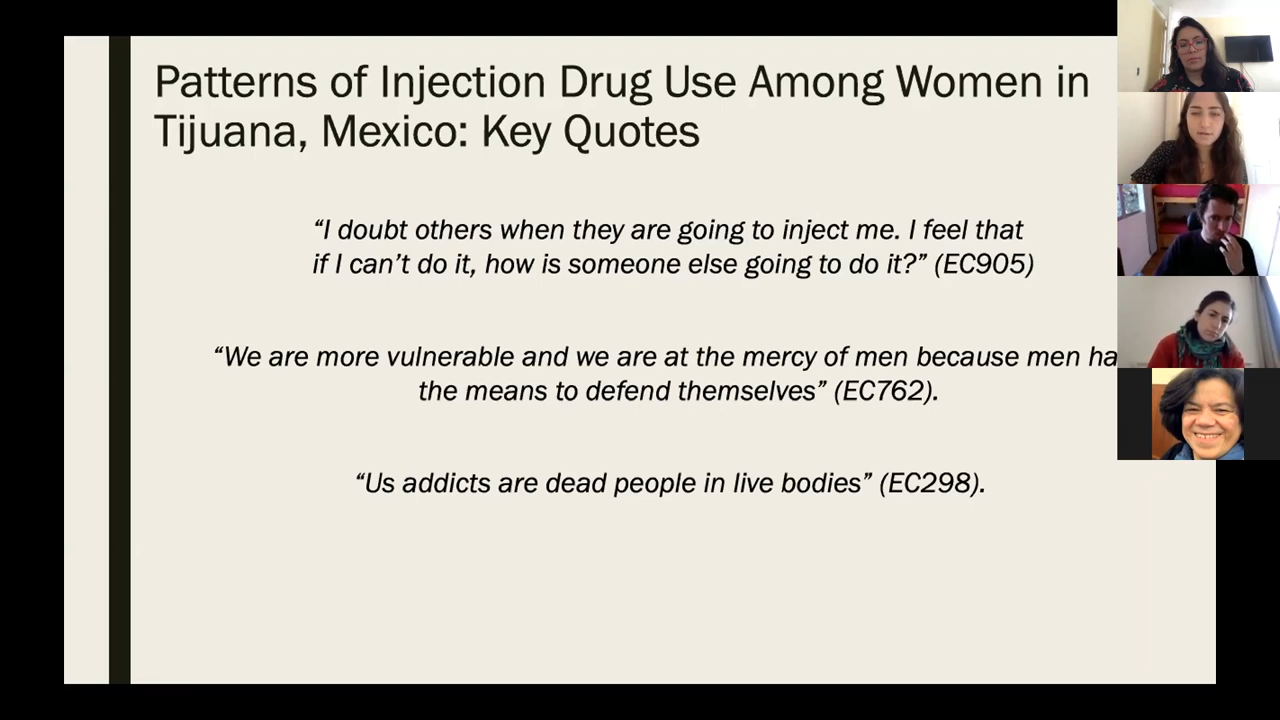 Patterns of Injection Drug Use Among Women in
Tijuana, Mexico: Key Quotes
“I doubt others when they are going to inject me. I feel that
if I can’t do it, how is someone else going to do it?” (EC905)
“We are more vulnerable and we are at the mercy of men because men ha
the means to defend themselves” (EC762).
“Us addicts are dead people in live bodies” (EC298).